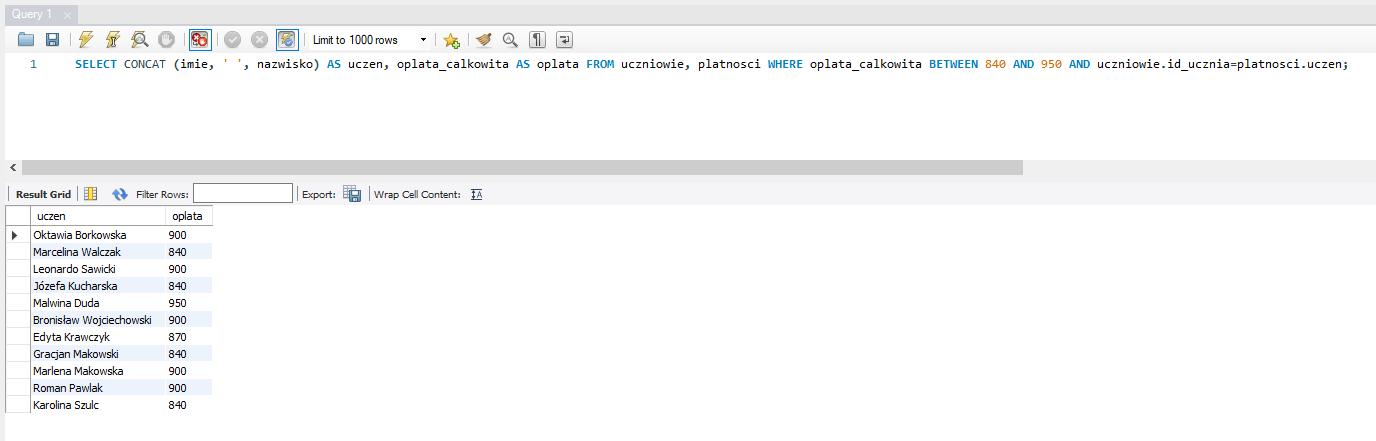 Query 1
Limit to 1000 rows
1 SELECT CONCAT (imie, ' ', nazwisko) AS uczen, oplata_calkowita AS oplata FROM uczniowie, platnosci WHERE oplata_calkowita BETWEEN 840 AND 950 AND uczniowie.id_ucznia=platnosci.uczen;
Result Grid Filter Rows: Export: Wrap Cell Content:
uczen oplata
Oktawia Borkowska 900
Marcelina Walczak 840
Leonardo Sawicki 900
Józefa Kucharska 840
Malwina Duda 950
Bronisław Wojciechowski 900
Edyta Krawczyk 870
Gracjan Makowski 840
Marlena Makowska 900
Roman Pawlak 900
Karolina Szulc 840